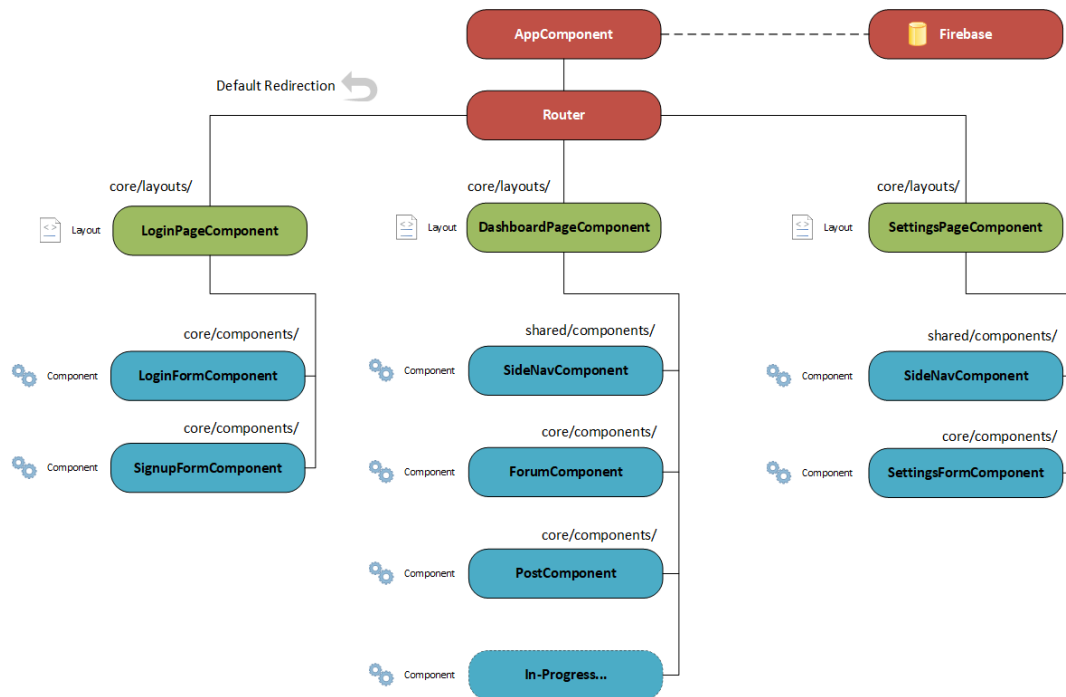 AppComponent
Firebase
Default Redirection
Router
core/layouts/
core/layouts/
core/layouts/
Layout
LoginPageComponent
Layout
DashboardPageComponent
Layout
SettingsPageComponent
core/components/
shared/components/
shared/components/
Component
LoginFormComponent
Component
SideNavComponent
Component
SideNavComponent
core/components/
core/components/
core/components/
Component
SignupFormComponent
Component
ForumComponent
Component
SettingsFormComponent
core/components/
Component
PostComponent
Component
In-Progress...